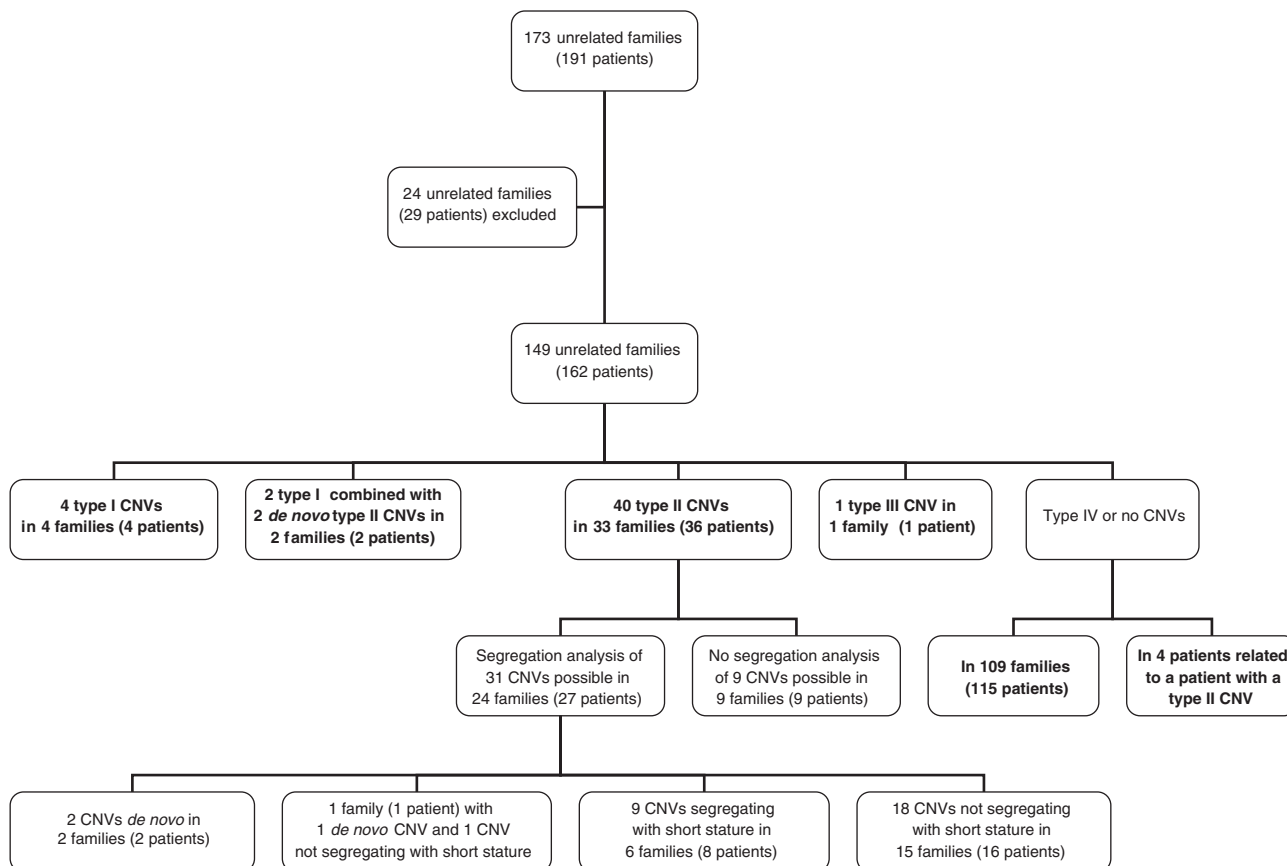 173 unrelated families
(191 patients)
24 unrelated families
(29 patients) excluded
149 unrelated families
(162 patients)
4 type I CNVs
in 4 families (4 patients)
2 type I combined with
2 de novo type II CNVs in
2 families (2 patients)
40 type II CNVs
in 33 families (36 patients)
1 type III CNV in
1 family (1 patient)
Type IV or no CNVs
Segregation analysis of
31 CNVs possible in
24 families (27 patients)
No segregation analysis
of 9 CNVs possible in
9 families (9 patients)
In 109 families
(115 patients)
In 4 patients related
to a patient with a
type II CNV
2 CNVs de novo in
2 families (2 patients)
1 family (1 patient) with
1 de novo CNV and 1 CNV
not segregating with short stature
9 CNVs segregating
with short stature in
6 families (8 patients)
18 CNVs not segregating
with short stature in
15 families (16 patients)